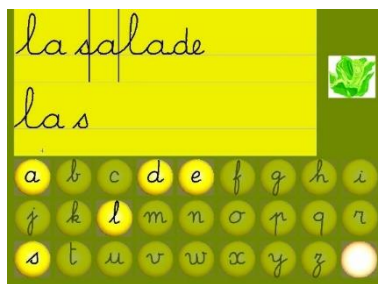 la salade
la s
a b c d e f g h i
j k l m n o p q r
s t u v w x y z